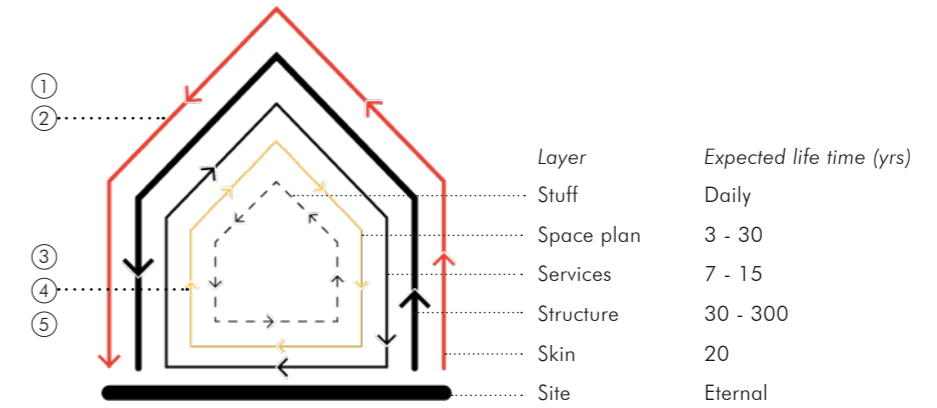 ①
②
③
④
⑤
Layer Expected life time (yrs)
Stuff Daily
Space plan 3 - 30
Services 7 - 15
Structure 30 - 300
Skin 20
Site Eternal